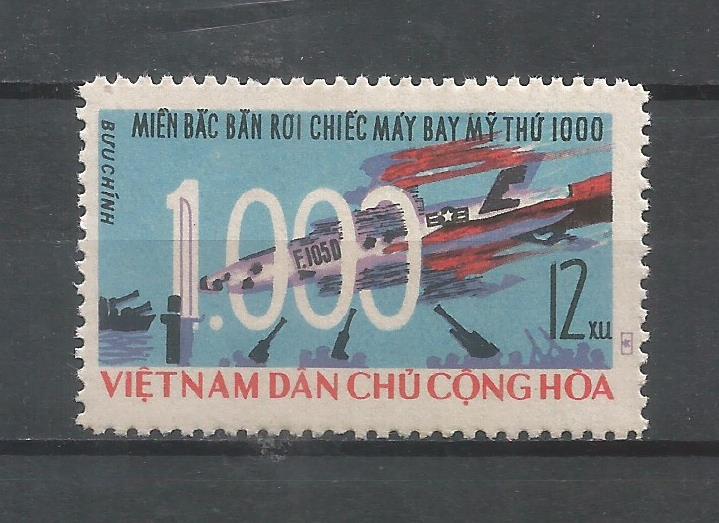 MIỀN BẮC BẮN RƠI CHIẾC MÁY BAY MỸ THỨ 1000
BƯU CHÍNH
1.000
F.105D
12 xu
VIỆT NAM DÂN CHỦ CỘNG HÒA